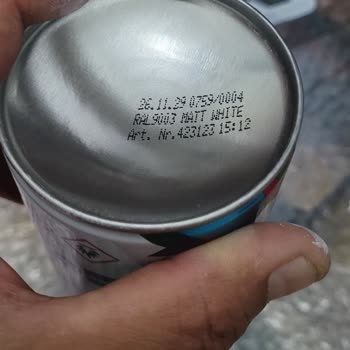 26.11.29 0759/0004
RAL9003 MATT WHITE
Art. Nr.423123 15:12